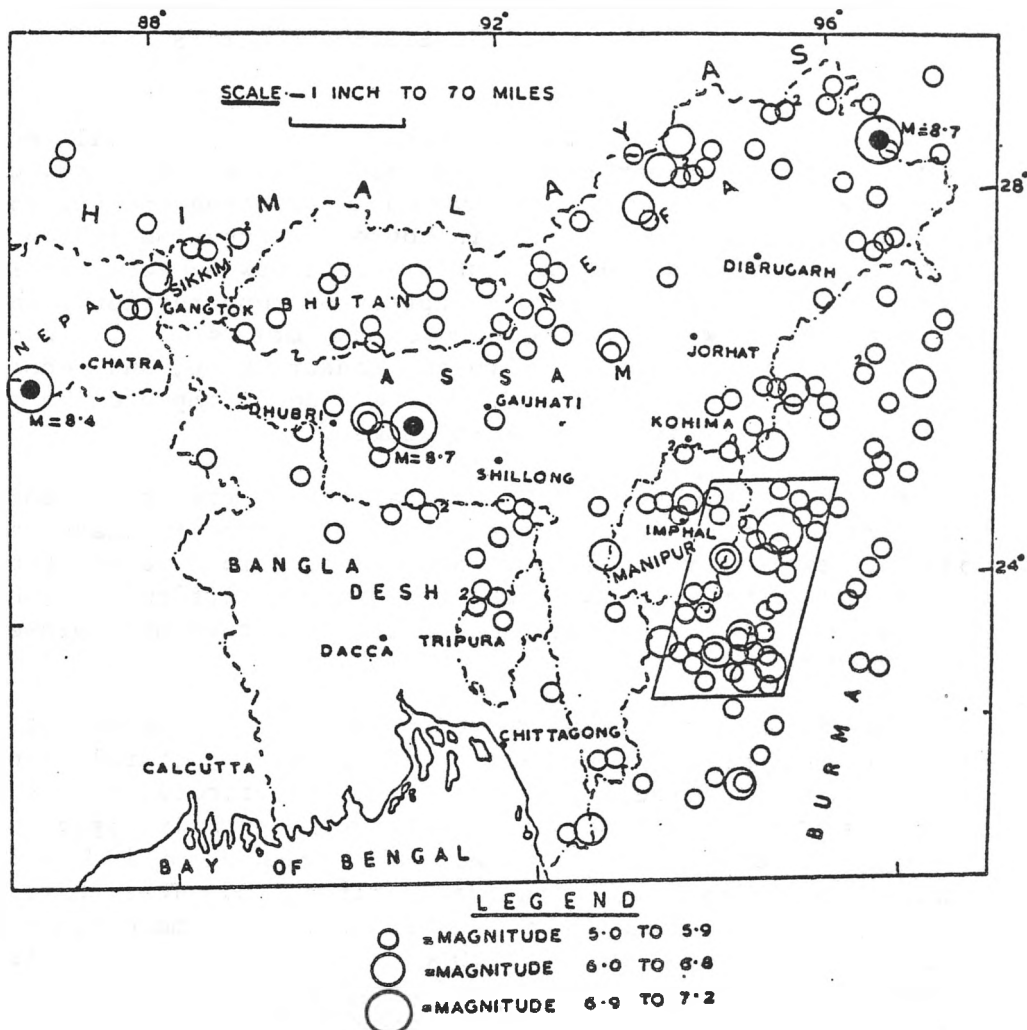 88° 92° 96°
SCALE — 1 INCH TO 70 MILES
HIMALAYAS
M=8.7
28°
NEFA
SIKKIM
NEPAL
GANGTOK
BHUTAN
DIBRUGARH
CHATRA
JORHAT
ASSAM
M=8.4
DHUBRI
GAUHATI
KOHIMA
M=8.7
SHILLONG
IMPHAL
MANIPUR
BANGLA
DESH
24°
TRIPURA
DACCA
BURMA
CHITTAGONG
CALCUTTA
BAY OF BENGAL
LEGEND
=MAGNITUDE 5.0 TO 5.9
=MAGNITUDE 6.0 TO 6.8
=MAGNITUDE 6.9 TO 7.2